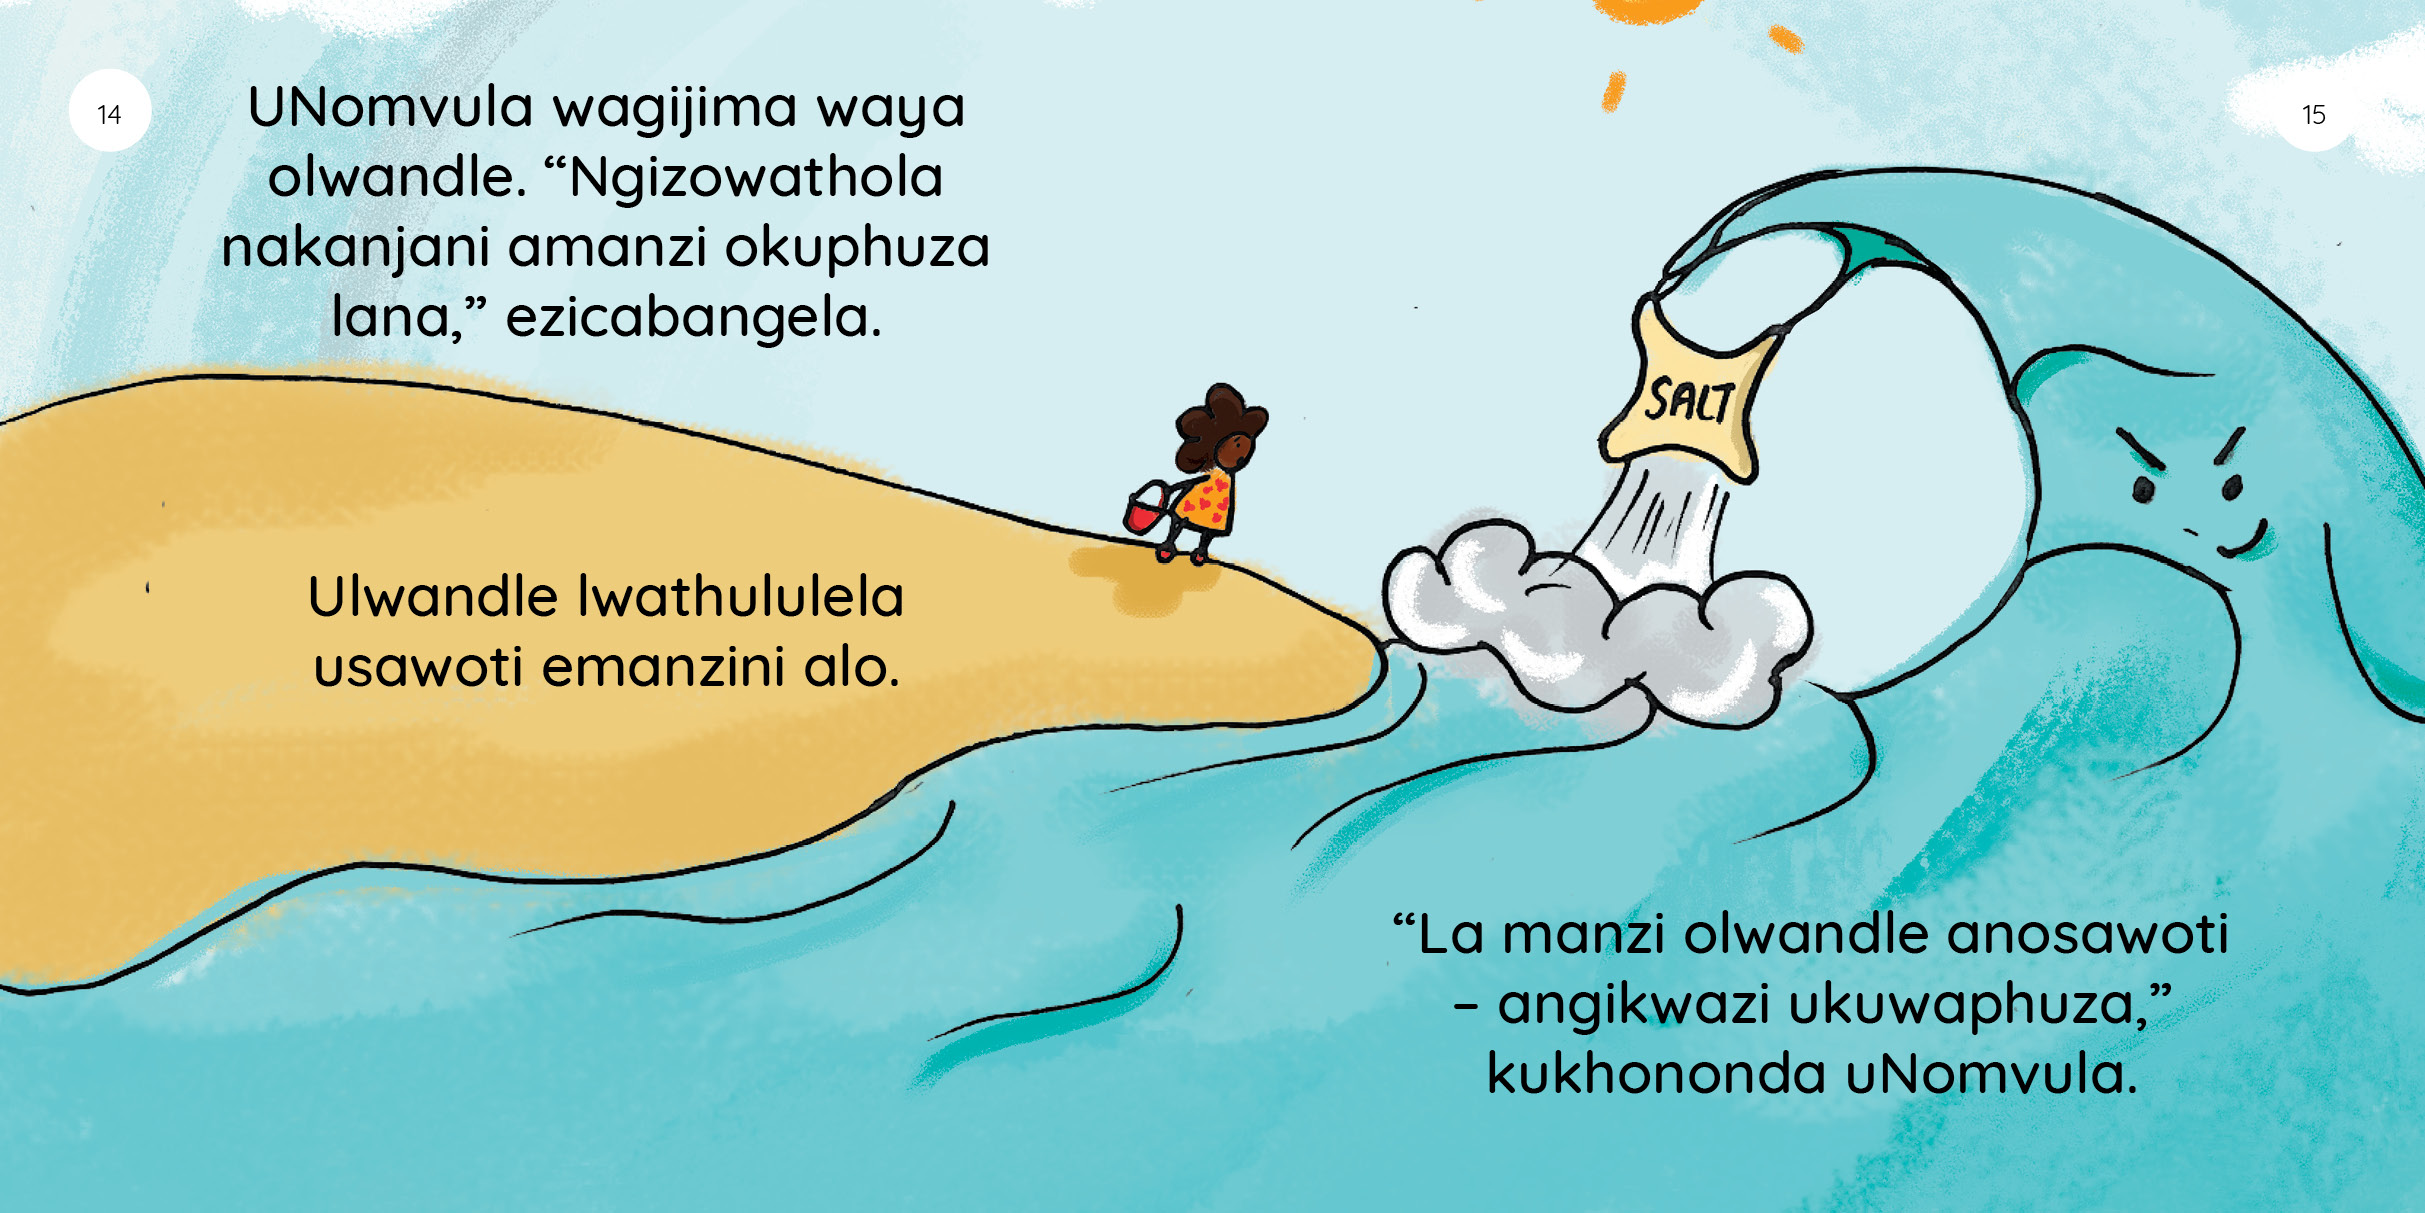 14
UNomvula wagijima waya
olwandle. “Ngizowathola
nakanjani amanzi okuphuza
lana,” ezicabangela.
Ulwandle lwathululela
usawoti emanzini alo.
15
SALT
“La manzi olwandle anosawoti
– angikwazi ukuwaphuza,”
kukhononda uNomvula.